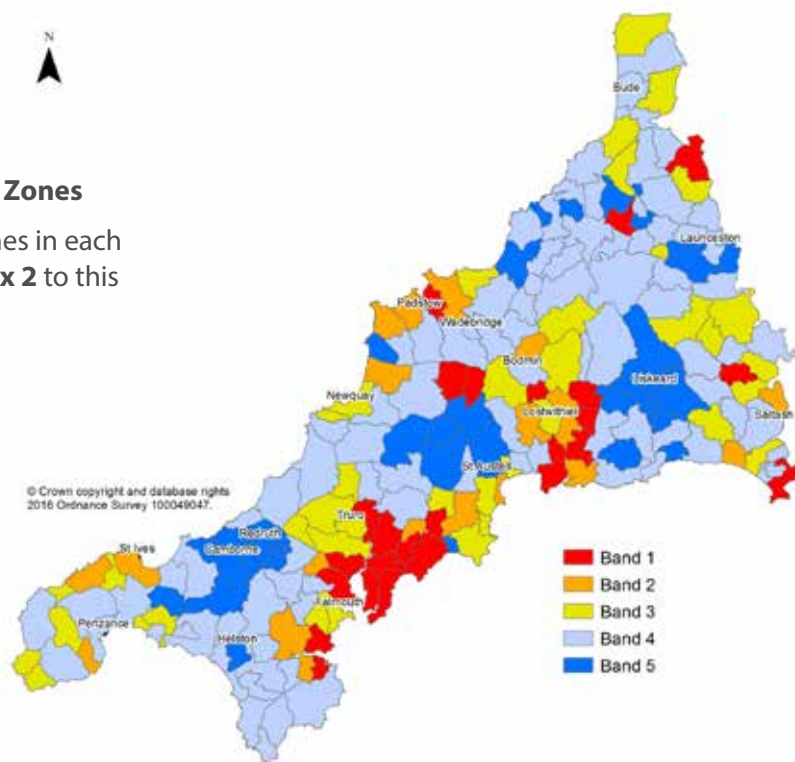 N
Zones
nes in each
x 2 to this
Bude
Launceston
Padstow
Wadebridge
Bodmin
Liskeard
Newquay
Lostwithiel
Saltash
St Austell
© Crown copyright and database rights
2016 Ordnance Survey 100049047.
Truro
Redruth
St Ives
Camborne
Falmouth
Penzance
Helston
Band 1
Band 2
Band 3
Band 4
Band 5